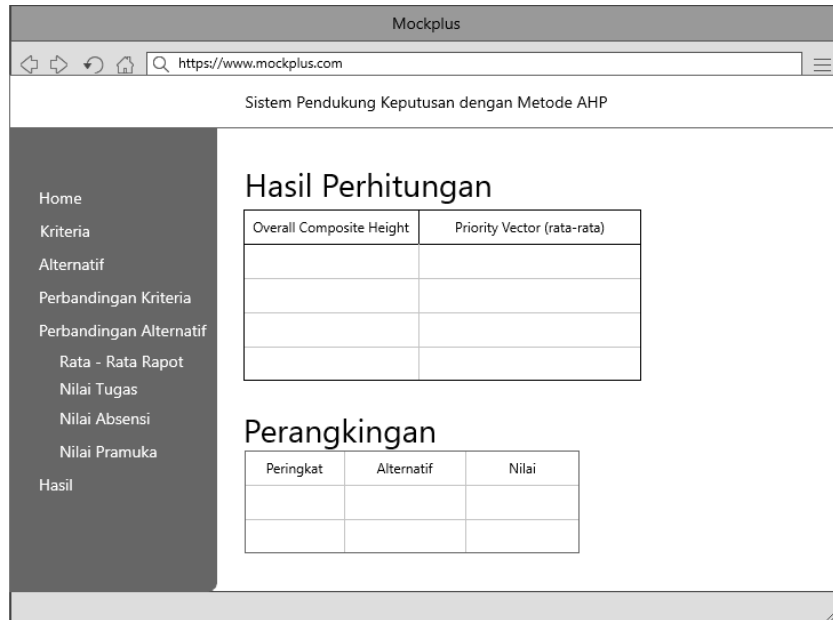 Mockplus
https://www.mockplus.com
Sistem Pendukung Keputusan dengan Metode AHP
Home
Kriteria
Alternatif
Perbandingan Kriteria
Perbandingan Alternatif
Rata - Rata Rapot
Nilai Tugas
Nilai Absensi
Nilai Pramuka
Hasil
Hasil Perhitungan
Overall Composite Height Priority Vector (rata-rata)
Perangkingan
Peringkat Alternatif Nilai